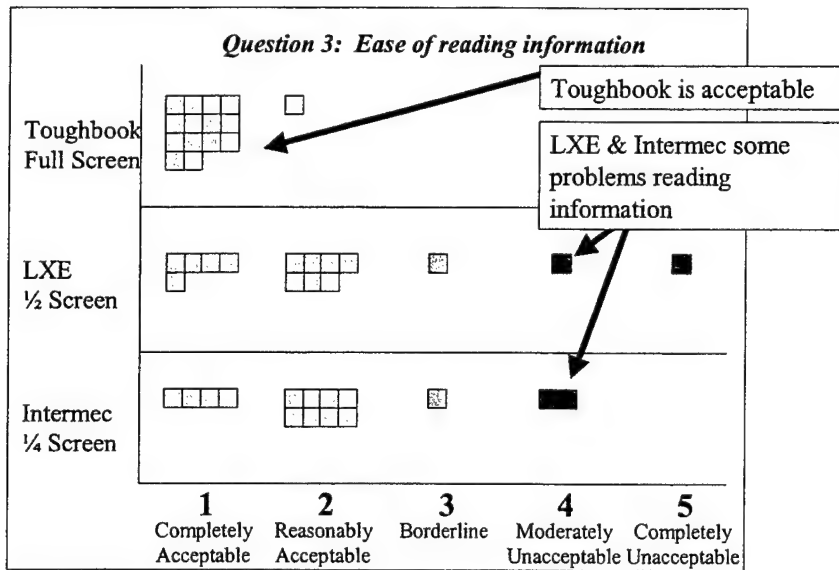 Question 3: Ease of reading information
Toughbook is acceptable
Toughbook
Full Screen
LXE & Intermec some
problems reading
information
LXE
½ Screen
Intermec
¼ Screen
1
Completely
Acceptable
2
Reasonably
Acceptable
3
Borderline
4
Moderately
Unacceptable
5
Completely
Unacceptable